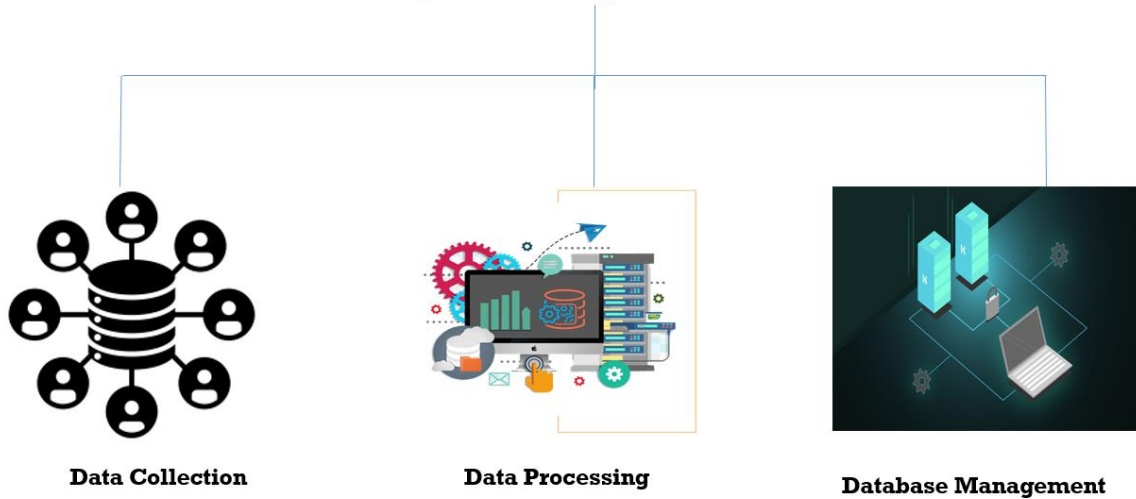 Data Collection
Data Processing
Database Management